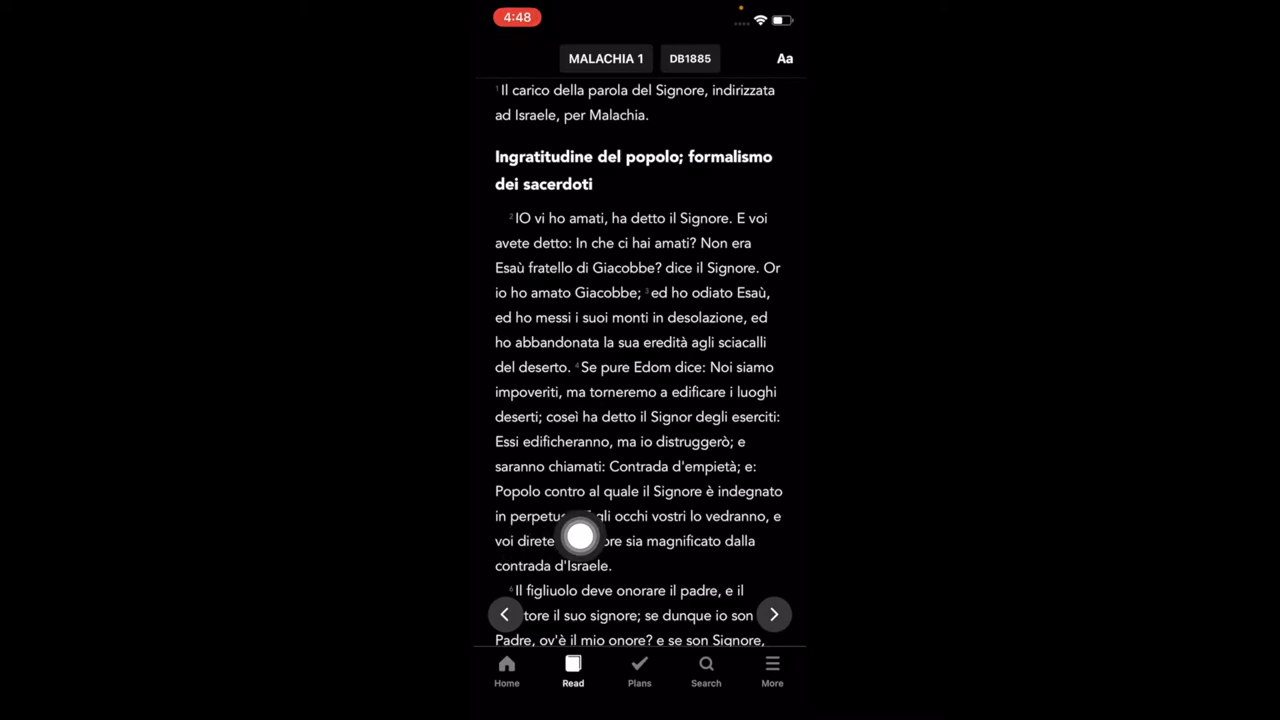 4:48
MALACHIA 1 DB1885 Aa
1 Il carico della parola del Signore, indirizzata
ad Israele, per Malachia.
Ingratitudine del popolo; formalismo
dei sacerdoti
2 IO vi ho amati, ha detto il Signore. E voi
avete detto: In che ci hai amati? Non era
Esaù fratello di Giacobbe? dice il Signore. Or
io ho amato Giacobbe; 3 ed ho odiato Esaù,
ed ho messi i suoi monti in desolazione, ed
ho abbandonata la sua eredità agli sciacalli
del deserto. 4 Se pure Edom dice: Noi siamo
impoveriti, ma torneremo a edificare i luoghi
deserti; coseì ha detto il Signor degli eserciti:
Essi edificheranno, ma io distruggerò; e
saranno chiamati: Contrada d'empietà; e:
Popolo contro al quale il Signore è indegnato
in gli occhi vostri lo vedranno, e
voi direte sia magnificato dalla
contrada d'Israele.
6 Il figliuolo deve onorare il padre, e il
il suo signore; se dunque io son
Padre, ov'è il mio onore? e se son Signore,
Home Read Plans Search More